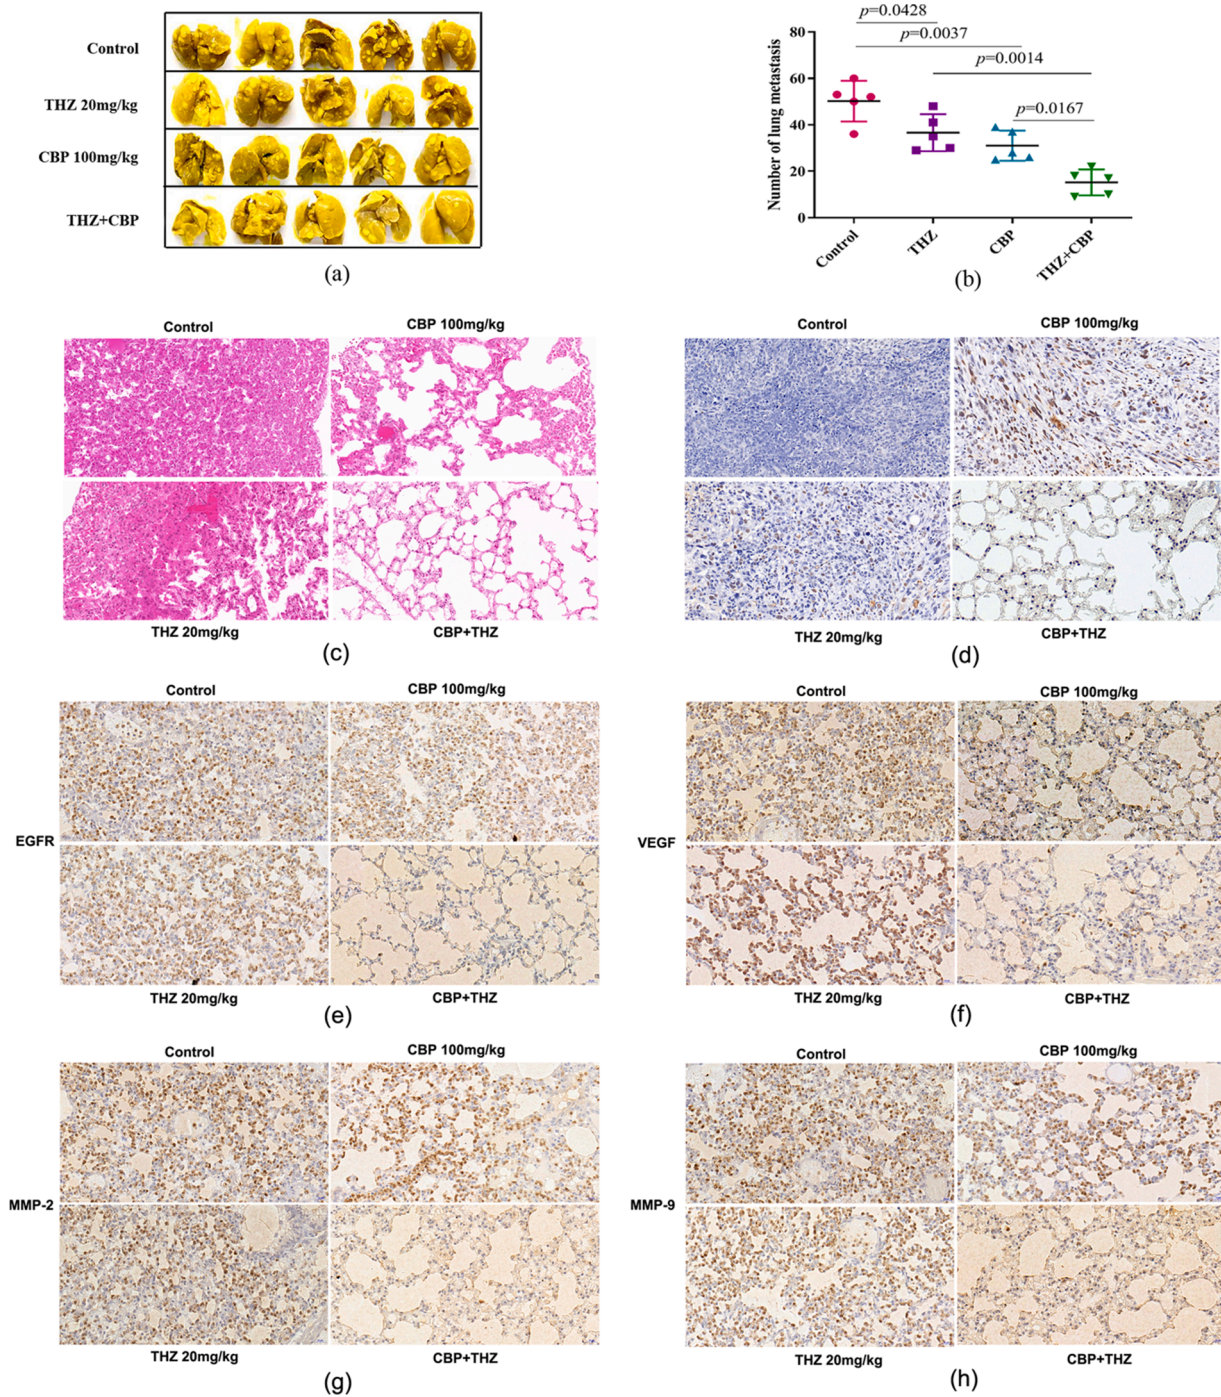 Control
THZ 20mg/kg
CBP 100mg/kg
THZ+CBP
(a)
p=0.0428
p=0.0037
p=0.0014
p=0.0167
Number of lung metastasis
80
60
40
20
0
Control
THZ
CBP
THZ+CBP
(b)
Control
CBP 100mg/kg
THZ 20mg/kg
CBP+THZ
(c)
Control
CBP 100mg/kg
THZ 20mg/kg
CBP+THZ
(d)
Control
CBP 100mg/kg
EGFR
THZ 20mg/kg
CBP+THZ
(e)
Control
CBP 100mg/kg
VEGF
THZ 20mg/kg
CBP+THZ
(f)
Control
CBP 100mg/kg
MMP-2
THZ 20mg/kg
CBP+THZ
(g)
Control
CBP 100mg/kg
MMP-9
THZ 20mg/kg
CBP+THZ
(h)